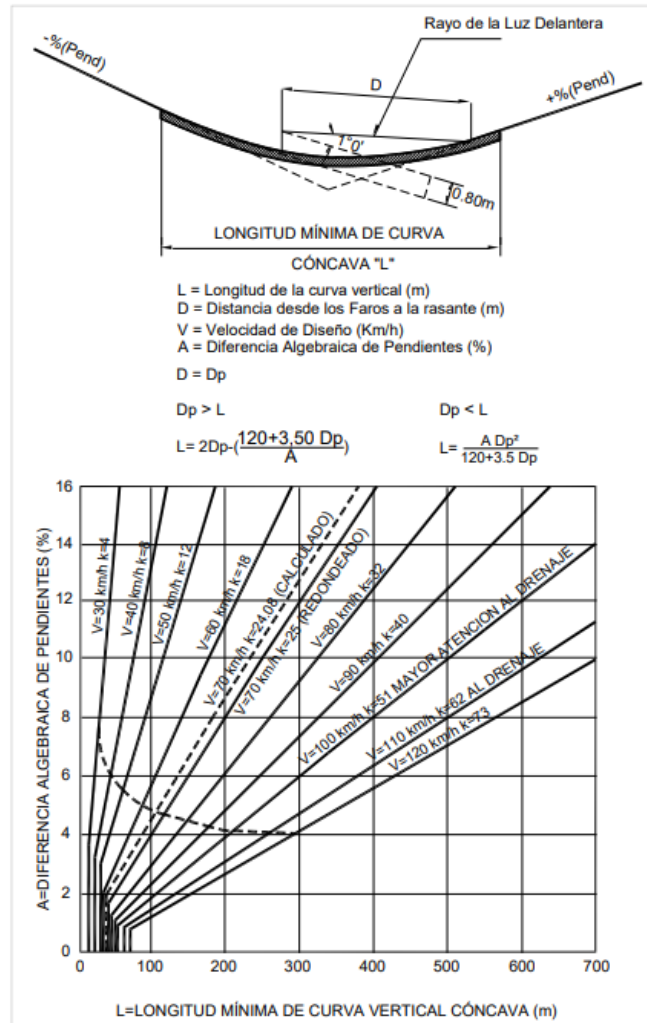 Rayo de la Luz Delantera
-%(Pend)
D
+%(Pend)
1°0'
0.80m
LONGITUD MÍNIMA DE CURVA
CÓNCAVA "L"
L = Longitud de la curva vertical (m)
D = Distancia desde los Faros a la rasante (m)
V = Velocidad de Diseño (Km/h)
A = Diferencia Algebraica de Pendientes (%)
D = Dp
Dp > L
Dp < L
L= 2Dp-(120+3,50 Dp/A)
L= A Dp²/120+3.5 Dp
A=DIFERENCIA ALGEBRAICA DE PENDIENTES (%)
16
14
12
10
8
6
4
2
0
V=30 km/h k=4
V=40 km/h k=8
V=50 km/h k=12
V=60 km/h k=18
V=70 km/h k=24.08 (CALCULADO)
V=70 km/h k=25 (REDONDEADO)
V=80 km/h k=32
V=90 km/h k=40
V=100 km/h k=51 MAYOR ATENCION AL DRENAJE
V=110 km/h k=62 AL DRENAJE
V=120 km/h k=73
0 100 200 300 400 500 600 700
L=LONGITUD MÍNIMA DE CURVA VERTICAL CÓNCAVA (m)